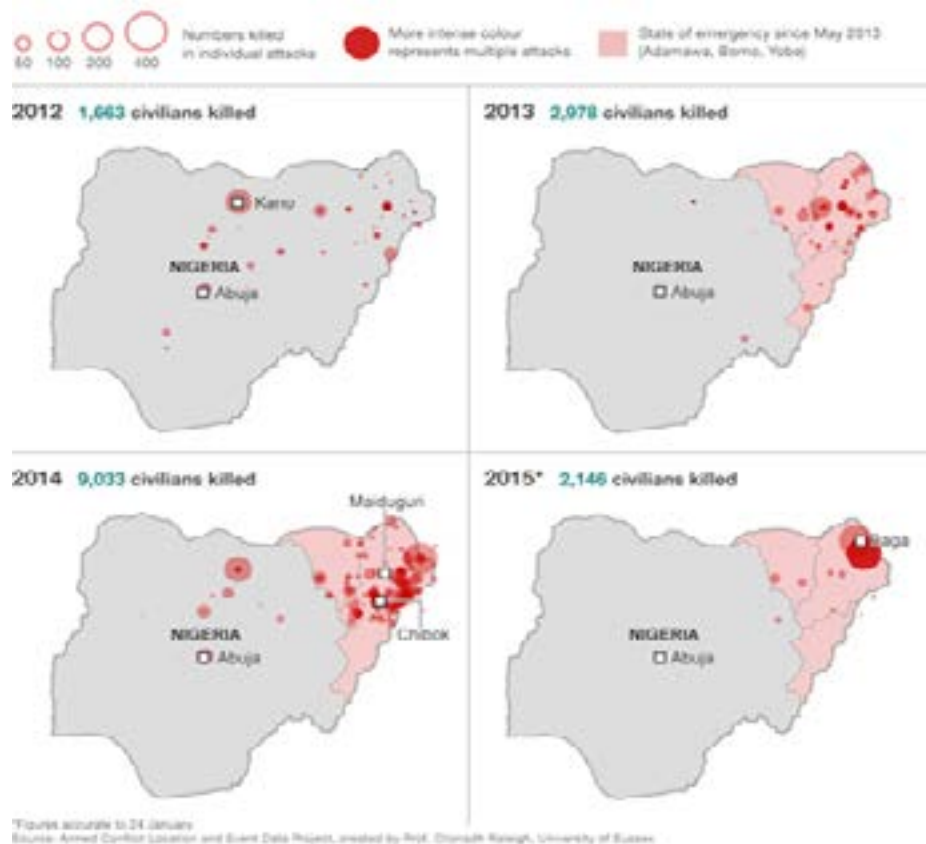 50 100 200 400
Numbers killed
in individual attacks
More intense colour
represents multiple attacks
State of emergency since May 2013
(Adamawa, Borno, Yobe)
2012 1,663 civilians killed
Kano
NIGERIA
Abuja
2013 2,978 civilians killed
NIGERIA
Abuja
2014 9,033 civilians killed
Maiduguri
Chibok
NIGERIA
Abuja
2015* 2,146 civilians killed
Baga
NIGERIA
Abuja
*Figures accurate to 24 January
Source: Armed Conflict Location and Event Data Project, created by Prof. Clionadh Raleigh, University of Sussex